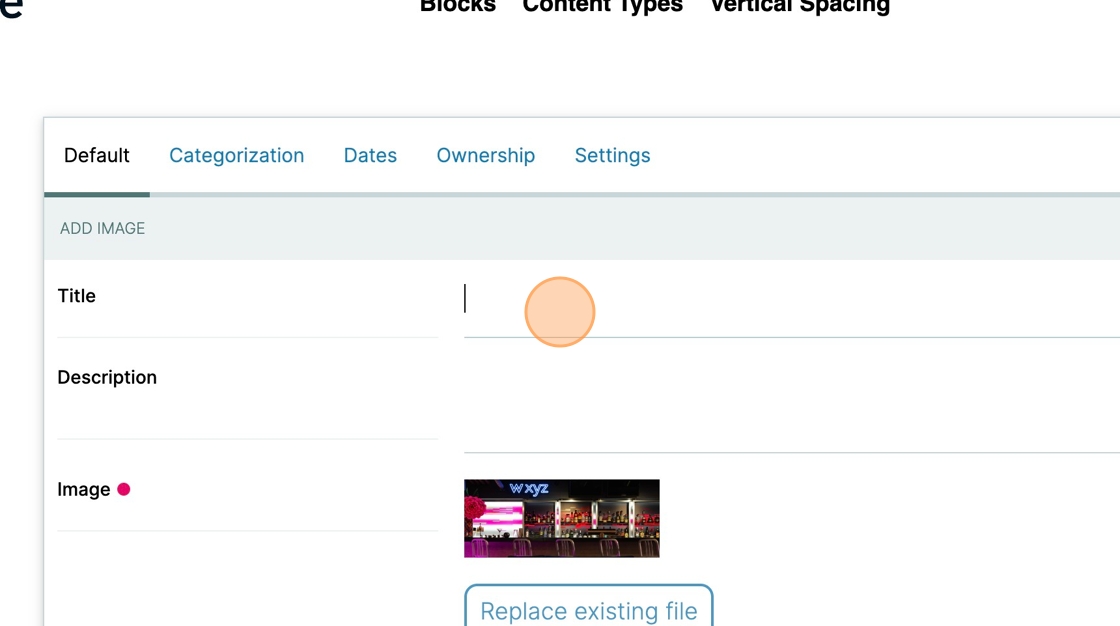 e
Blocks Content Types Vertical Spacing
Default Categorization Dates Ownership Settings
ADD IMAGE
Title
Description
Image
wxyz
Replace existing file